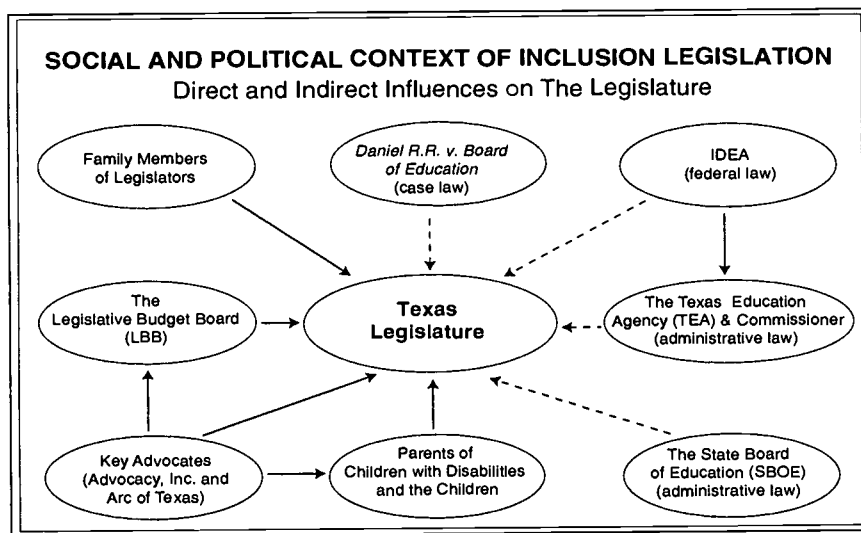 SOCIAL AND POLITICAL CONTEXT OF INCLUSION LEGISLATION
Direct and Indirect Influences on The Legislature
Family Members
of Legislators
Daniel R.R. v. Board
of Education
(case law)
IDEA
(federal law)
The
Legislative Budget Board
(LBB)
Texas
Legislature
The Texas Education
Agency (TEA) & Commissioner
(administrative law)
Key Advocates
(Advocacy, Inc. and
Arc of Texas)
Parents of
Children with Disabilities
and the Children
The State Board
of Education (SBOE)
(administrative law)